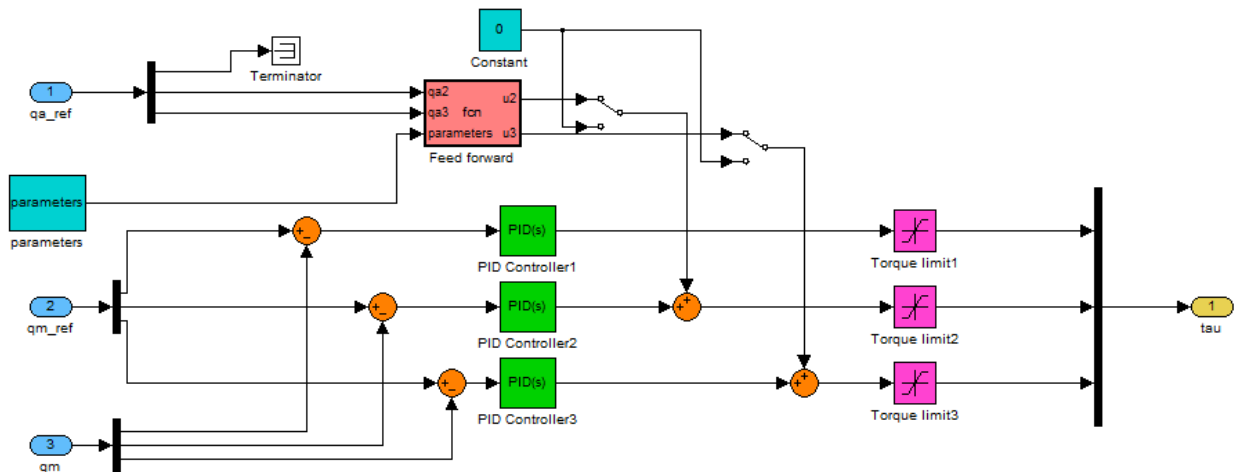 0
Constant
Terminator
1
qa_ref
qa2
u2
qa3
fcn
parameters
u3
Feed forward
parameters
parameters
PID(s)
PID Controller1
Torque limit1
2
qm_ref
PID(s)
PID Controller2
Torque limit2
1
tau
PID(s)
PID Controller3
Torque limit3
3
qm